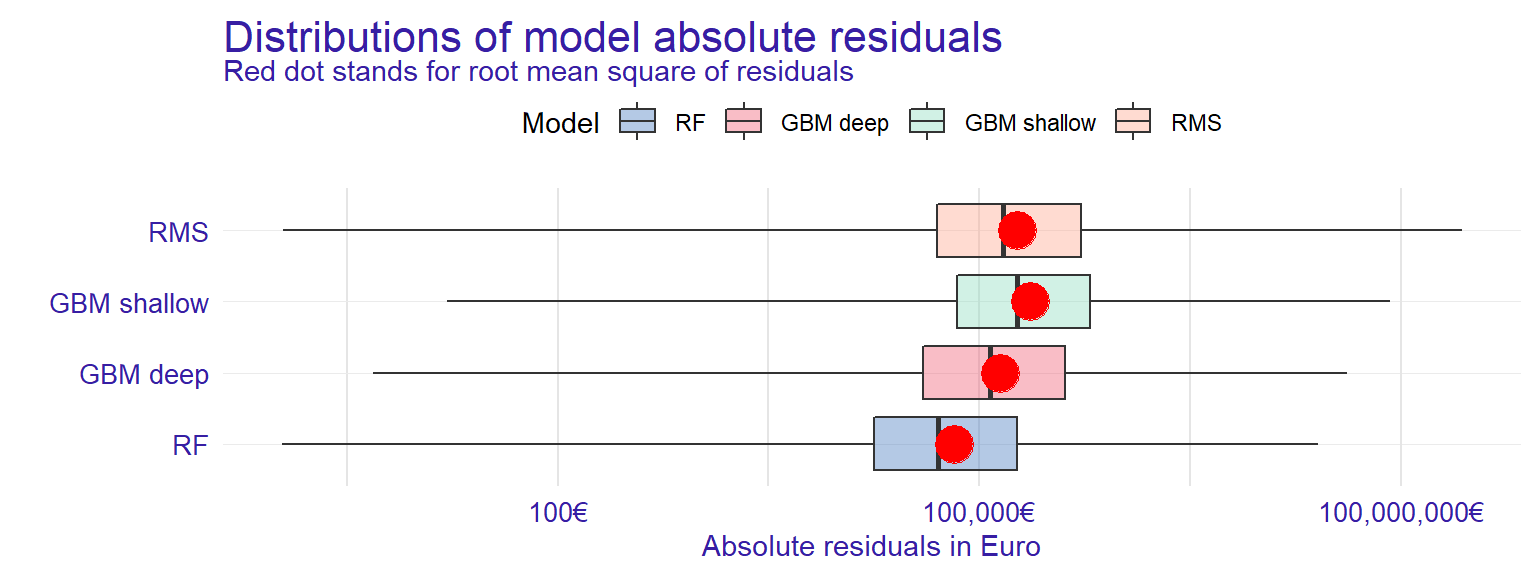 Distributions of model absolute residuals
Red dot stands for root mean square of residuals
Model RF GBM deep GBM shallow RMS
RMS
GBM shallow
GBM deep
RF
100€ 100,000€ 100,000,000€
Absolute residuals in Euro